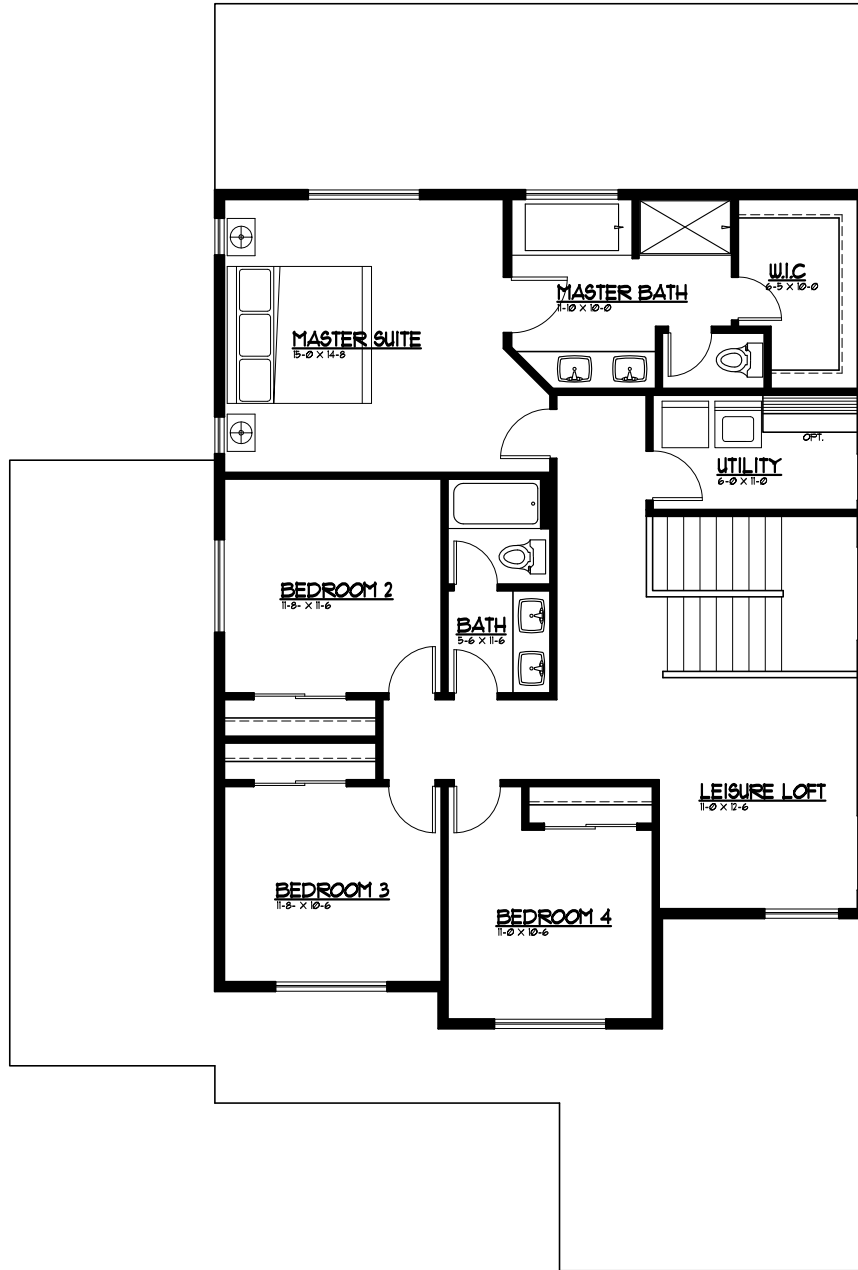 W.I.C
6-5 X 10-0
MASTER BATH
11-10 X 10-0
MASTER SUITE
15-0 X 14-8
OPT.
UTILITY
6-0 X 11-0
BEDROOM 2
11-8- X 11-6
BATH
5-6 X 11-6
LEISURE LOFT
11-0 X 12-6
BEDROOM 3
11-8- X 10-6
BEDROOM 4
11-0 X 10-6